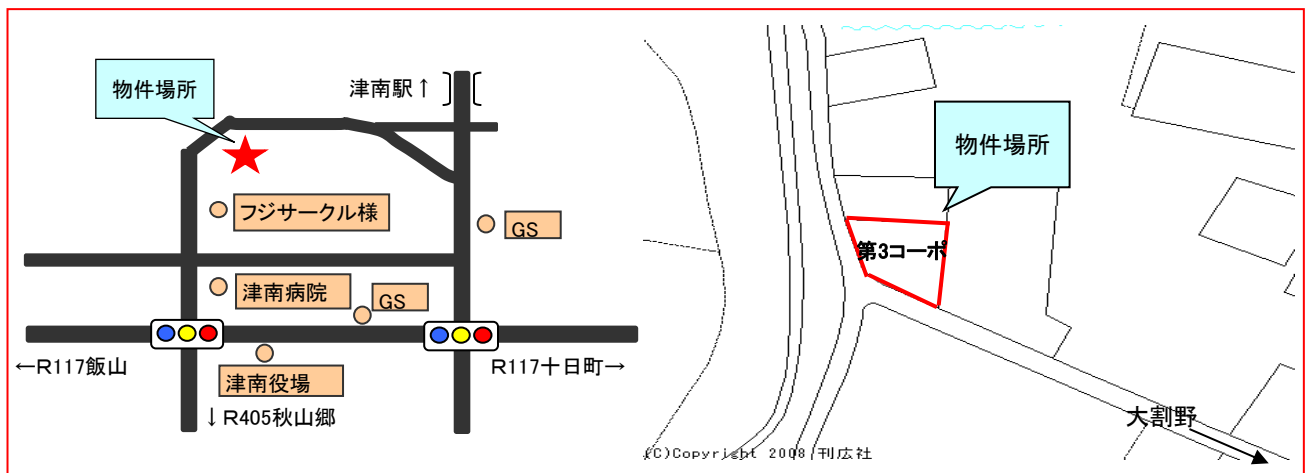 物件場所
津南駅↑
フジサークル様
GS
津南病院
GS
←R117飯山
R117十日町→
津南役場
↓R405秋山郷
物件場所
第3コーポ
大割野
(C)Copyright 2008 刊広社